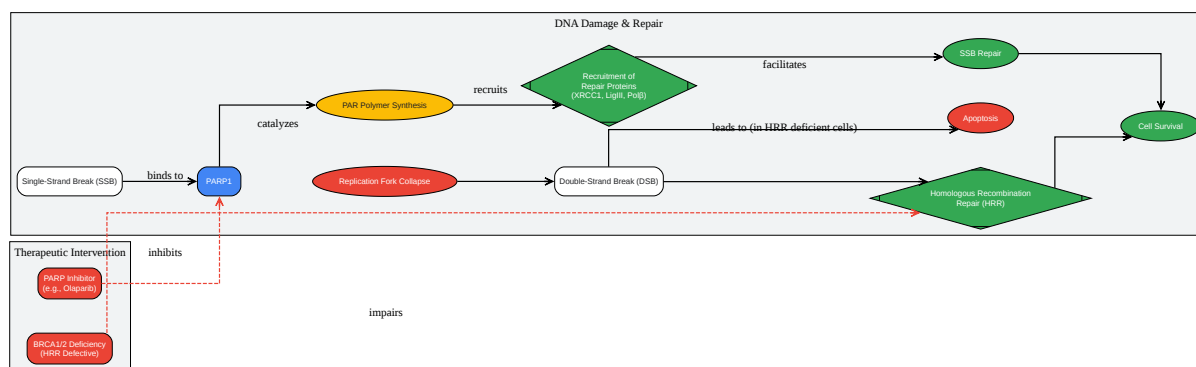 DNA Damage & Repair
SSB Repair
facilitates
Recruitment of
Repair Proteins
(XRCC1, LigIII, Polβ)
recruits
PAR Polymer Synthesis
catalyzes
Apoptosis
leads to (in HRR deficient cells)
Cell Survival
Single-Strand Break (SSB)
binds to
PARP1
Replication Fork Collapse
Double-Strand Break (DSB)
Homologous Recombination
Repair (HRR)
Therapeutic Intervention
inhibits
PARP Inhibitor
(e.g., Olaparib)
impairs
BRCA1/2 Deficiency
(HRR Defective)